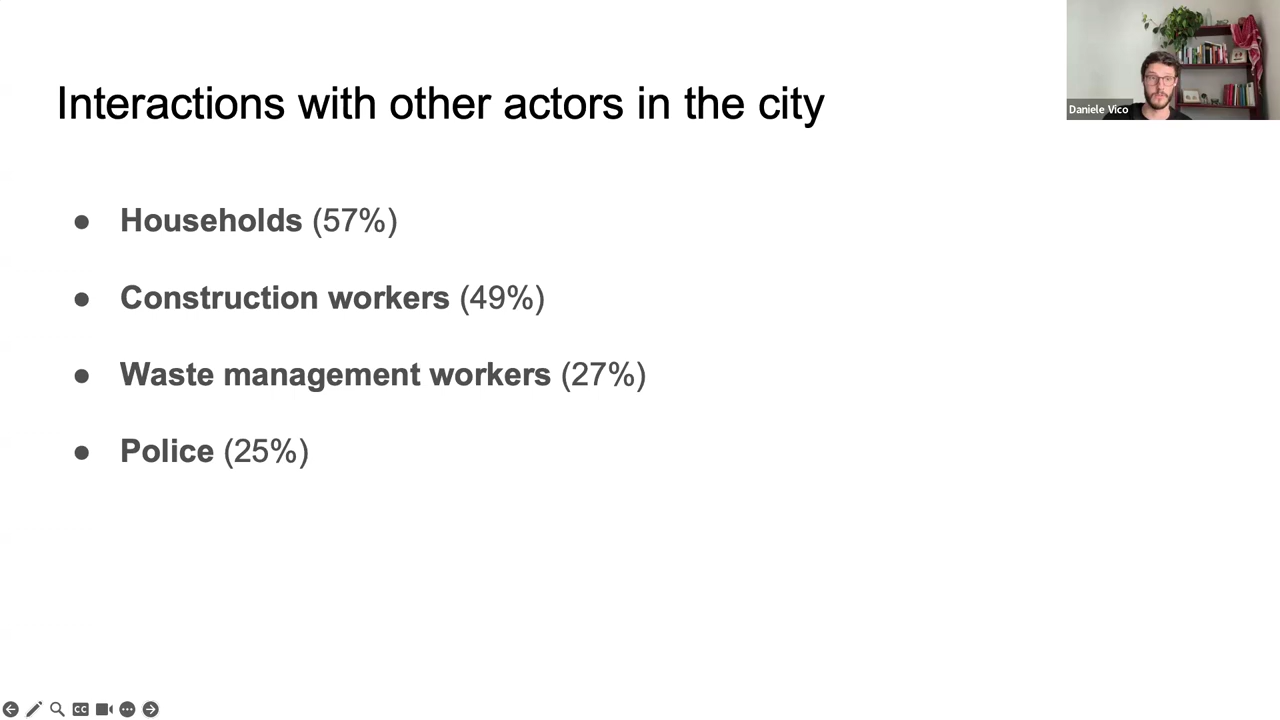 Interactions with other actors in the city
Daniele Vico
● Households (57%)
● Construction workers (49%)
● Waste management workers (27%)
● Police (25%)
CC